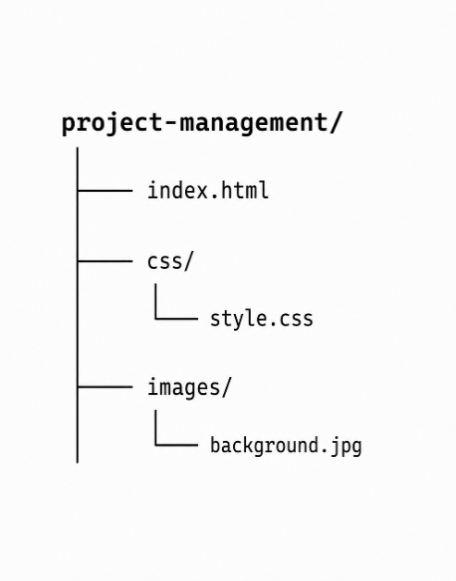 project-management/
index.html
css/
style.css
images/
background.jpg